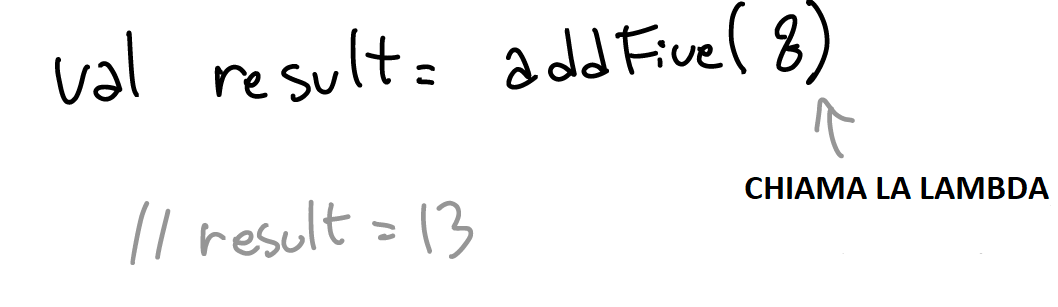 val result= addFive(8)
CHIAMA LA LAMBDA
// result = 13